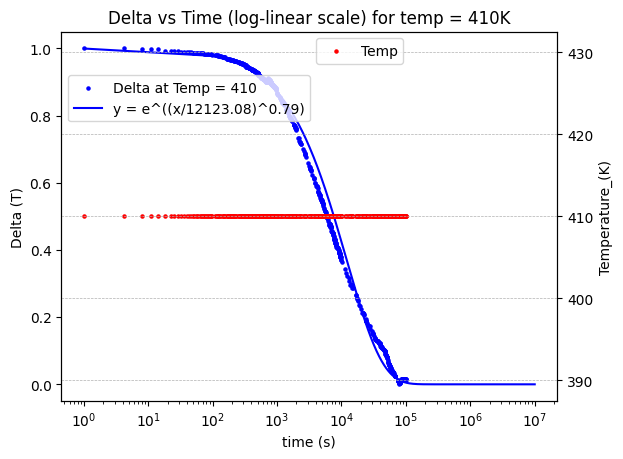 Delta vs Time (log-linear scale) for temp = 410K
Temp
Delta at Temp = 410
y = e^((x/12123.08)^0.79)
Delta (T)
1.0
0.8
0.6
0.4
0.2
0.0
Temperature_(K)
430
420
410
400
390
10^0 10^1 10^2 10^3 10^4 10^5 10^6 10^7
time (s)